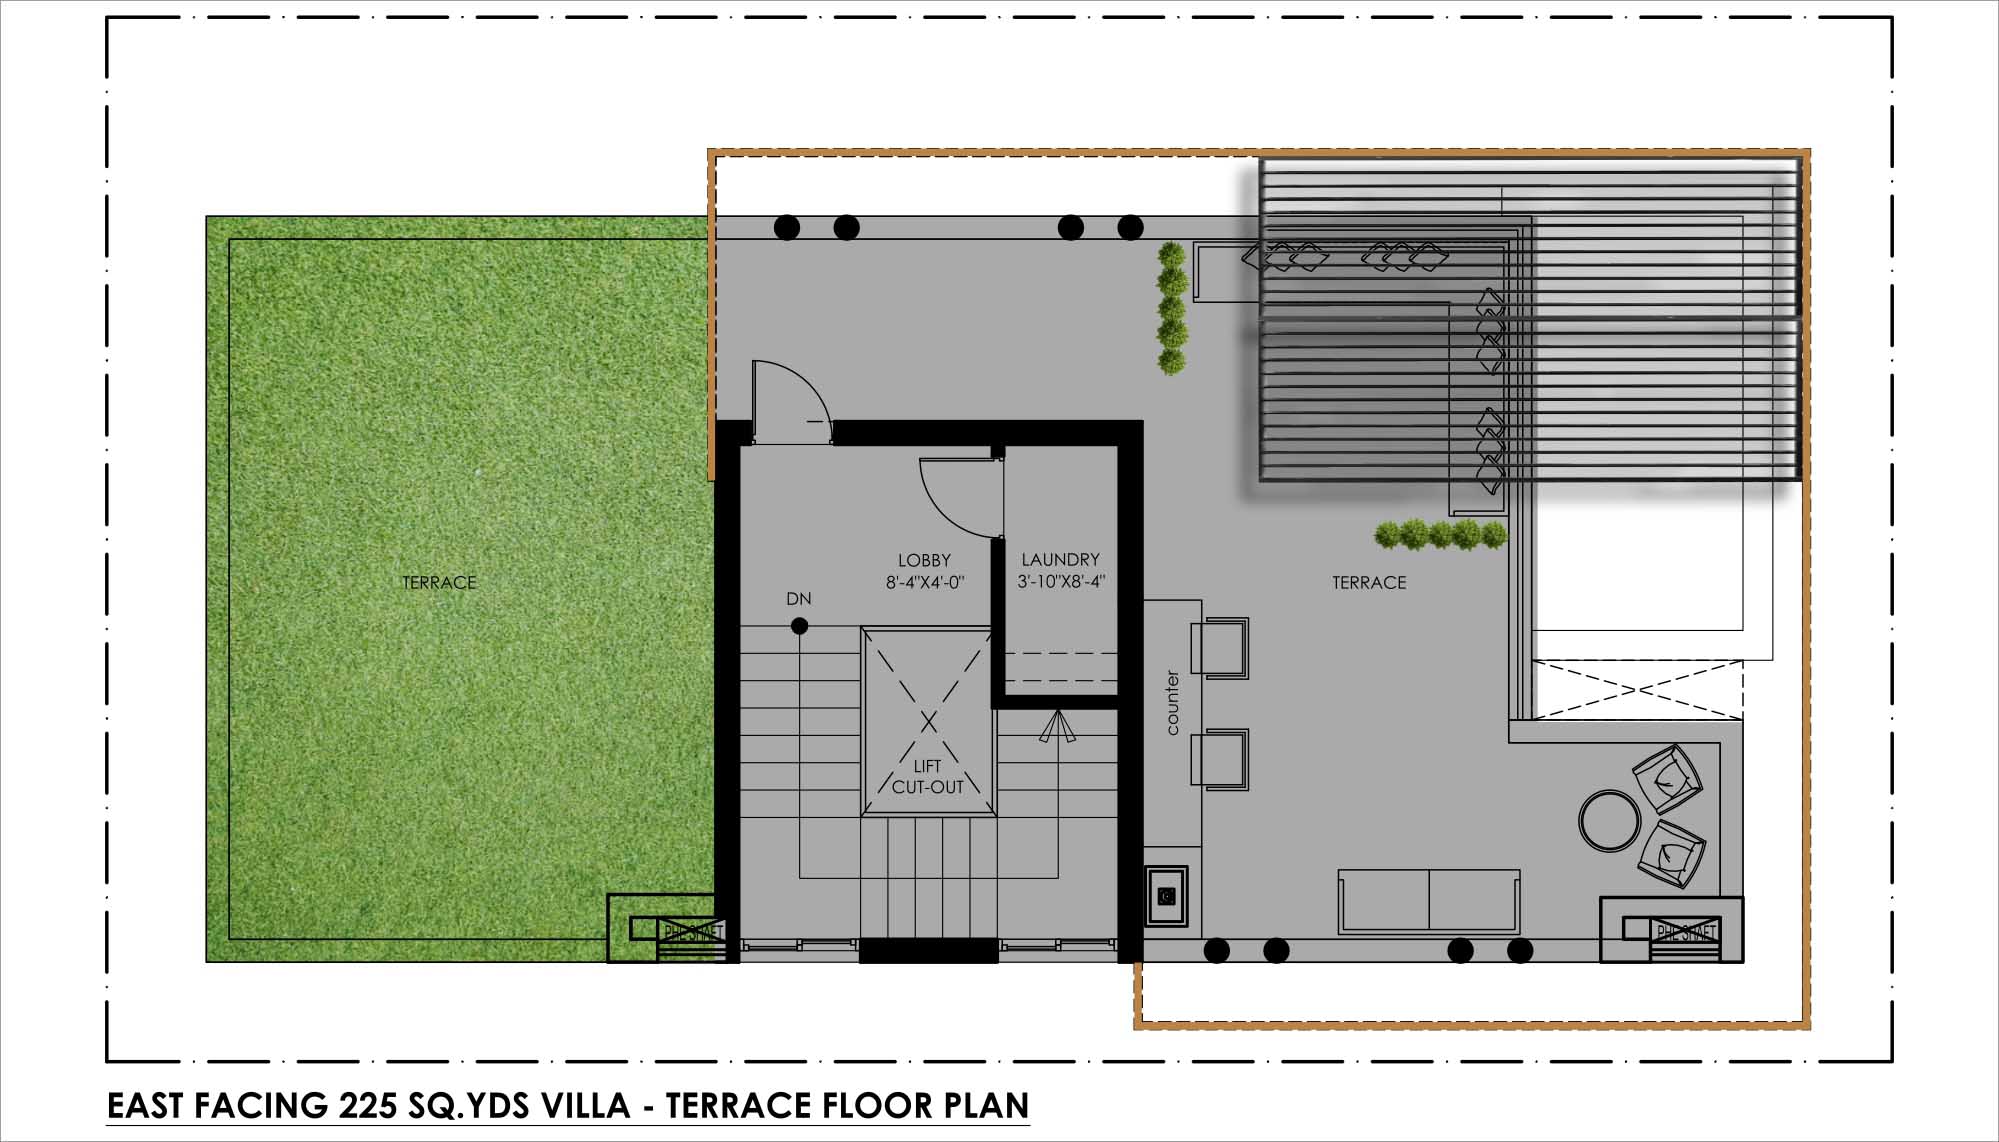 LOBBY
8'-4"X4'-0"
LAUNDRY
3'-10"X8'-4"
TERRACE
TERRACE
DN
counter
LIFT
CUT-OUT
PHE SHAFT
PHE SHAFT
EAST FACING 225 SQ.YDS VILLA - TERRACE FLOOR PLAN